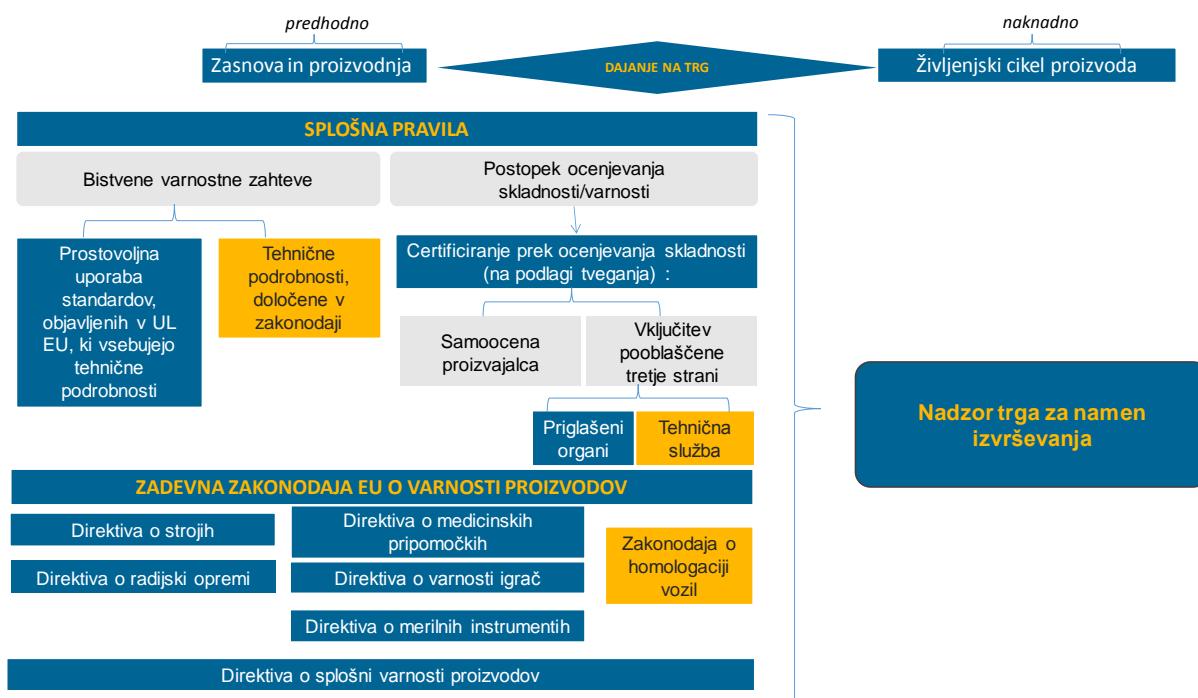 predhodno
naknadno
Zasnova in proizvodnja
DAJANJE NA TRG
Življenjski cikel proizvoda
SPLOŠNA PRAVILA
Bistvene varnostne zahteve
Postopek ocenjevanja
skladnosti/varnosti
Prostovoljna
uporaba
standardov,
objavljenih v UL
EU, ki vsebujejo
tehnične
podrobnosti
Tehnične
podrobnosti,
določene v
zakonodaji
Certificiranje prek ocenjevanja skladnosti
(na podlagi tveganja) :
Samoocena
proizvajalca
Vključitev
pooblaščene
tretje strani
Priglašeni
organi
Tehnična
služba
Nadzor trga za namen
izvrševanja
ZADEVNA ZAKONODAJA EU O VARNOSTI PROIZVODOV
Direktiva o strojih
Direktiva o medicinskih
pripomočkih
Zakonodaja o
homologaciji
vozil
Direktiva o radijski opremi
Direktiva o varnosti igrač
Direktiva o merilnih instrumentih
Direktiva o splošni varnosti proizvodov